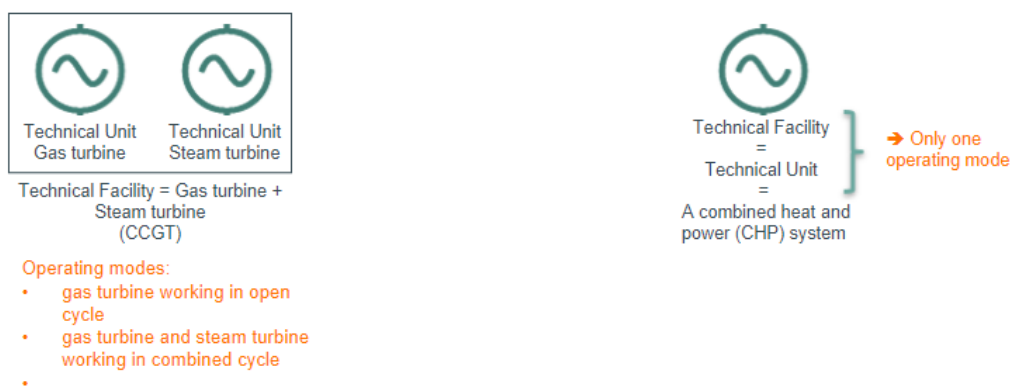 Technical Unit
Gas turbine
Technical Unit
Steam turbine
Technical Facility = Gas turbine +
Steam turbine
(CCGT)
Operating modes:
• gas turbine working in open
cycle
• gas turbine and steam turbine
working in combined cycle
•
Technical Facility
=
Technical Unit
=
A combined heat and
power (CHP) system
➔ Only one
operating mode